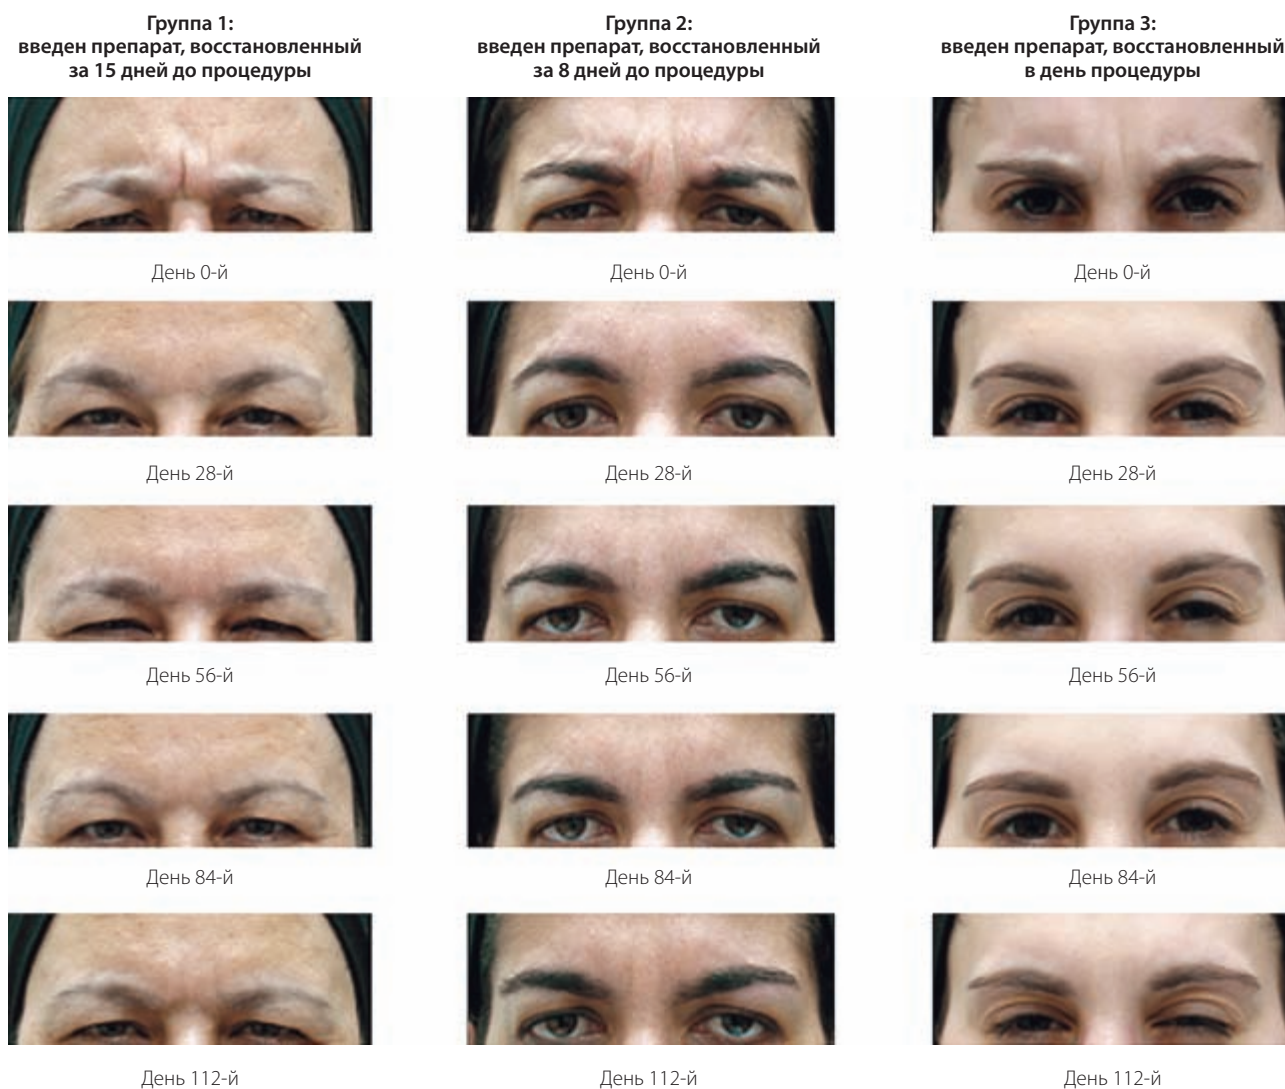 Группа 1:
введен препарат, восстановленный
за 15 дней до процедуры
Группа 2:
введен препарат, восстановленный
за 8 дней до процедуры
Группа 3:
введен препарат, восстановленный
в день процедуры
День 0-й
День 0-й
День 0-й
День 28-й
День 28-й
День 28-й
День 56-й
День 56-й
День 56-й
День 84-й
День 84-й
День 84-й
День 112-й
День 112-й
День 112-й